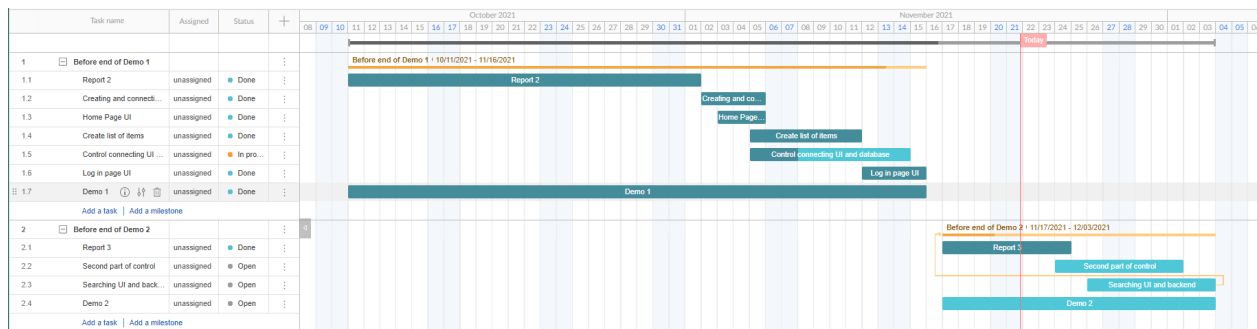 October 2021 November 2021
Task name Assigned Status
08 09 10 11 12 13 14 15 16 17 18 19 20 21 22 23 24 25 26 27 28 29 30 31 01 02 03 04 05 06 07 08 09 10 11 12 13 14 15 16 17 18 19 20 21 22 23 24 25 26 27 28 29 30 01 02 03 04 05
Today
1 Before end of Demo 1 Before end of Demo 1 10/11/2021 - 11/16/2021
1.1 Report 2 unassigned Done Report 2
1.2 Creating and connecti... unassigned Done Creating and co...
1.3 Home Page UI unassigned Done Home Page...
1.4 Create list of items unassigned Done Create list of items
1.5 Control connecting UI ... unassigned In pro... Control connecting UI and database
1.6 Log in page UI unassigned Done Log in page UI
1.7 Demo 1 unassigned Done Demo 1
Add a task | Add a milestone
2 Before end of Demo 2 4 Before end of Demo 2 11/17/2021 - 12/03/2021
2.1 Report 3 unassigned Done Report 3
2.2 Second part of control unassigned Open Second part of control
2.3 Searching UI and back... unassigned Open Searching UI and backend
2.4 Demo 2 unassigned Open Demo 2
Add a task | Add a milestone